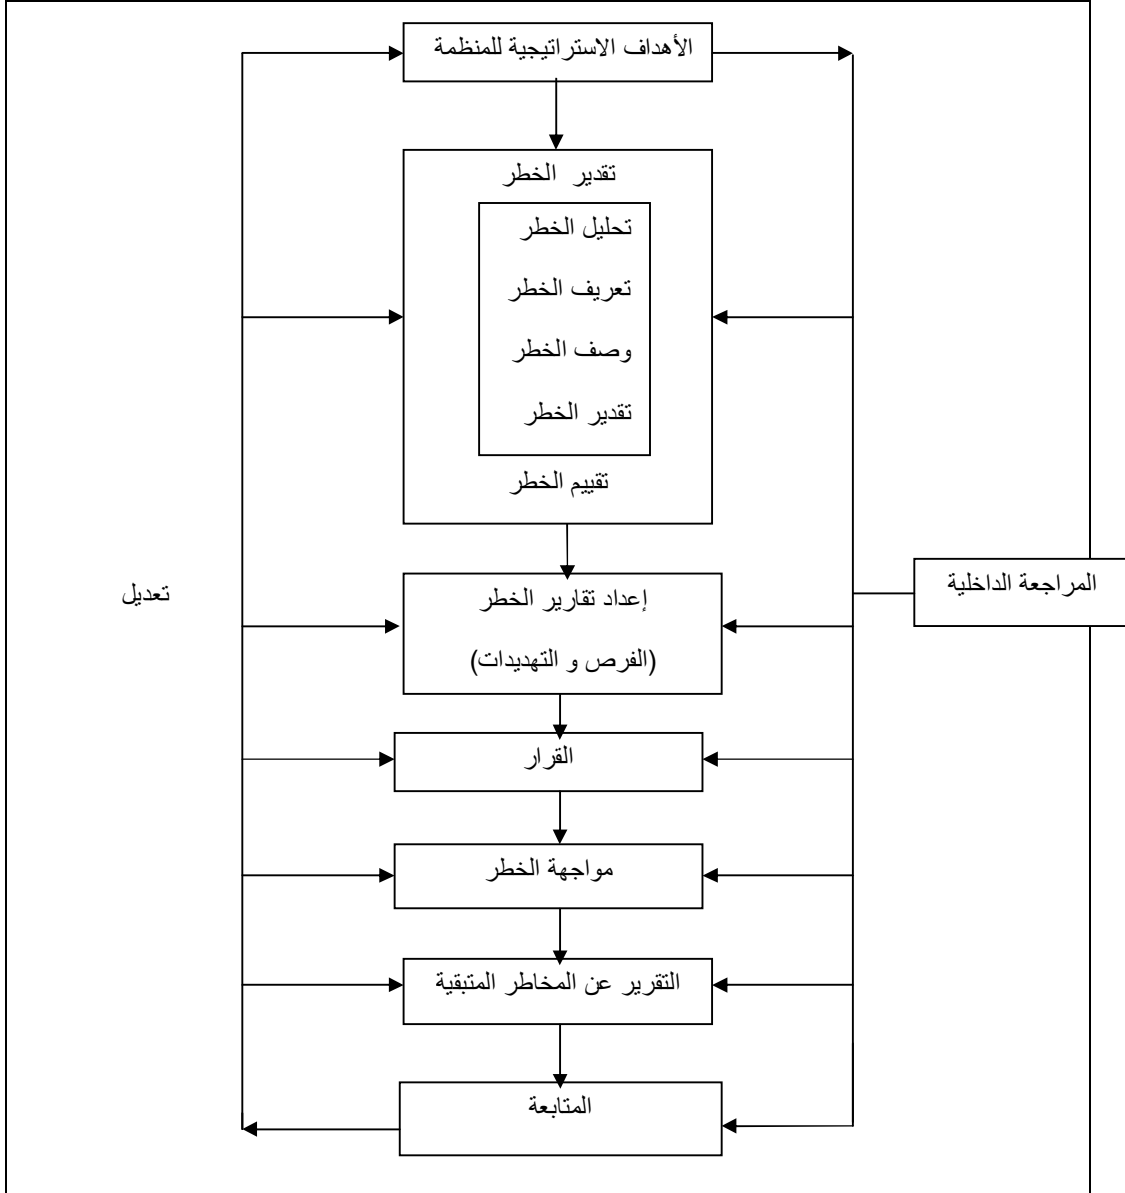 الأهداف الاستراتيجية للمنظمة
تقدير الخطر
تحليل الخطر
تعريف الخطر
وصف الخطر
تقدير الخطر
تقييم الخطر
المراجعة الداخلية
إعداد تقارير الخطر
(الفرص و التهديدات)
تعديل
القرار
مواجهة الخطر
التقرير عن المخاطر المتبقية
المتابعة